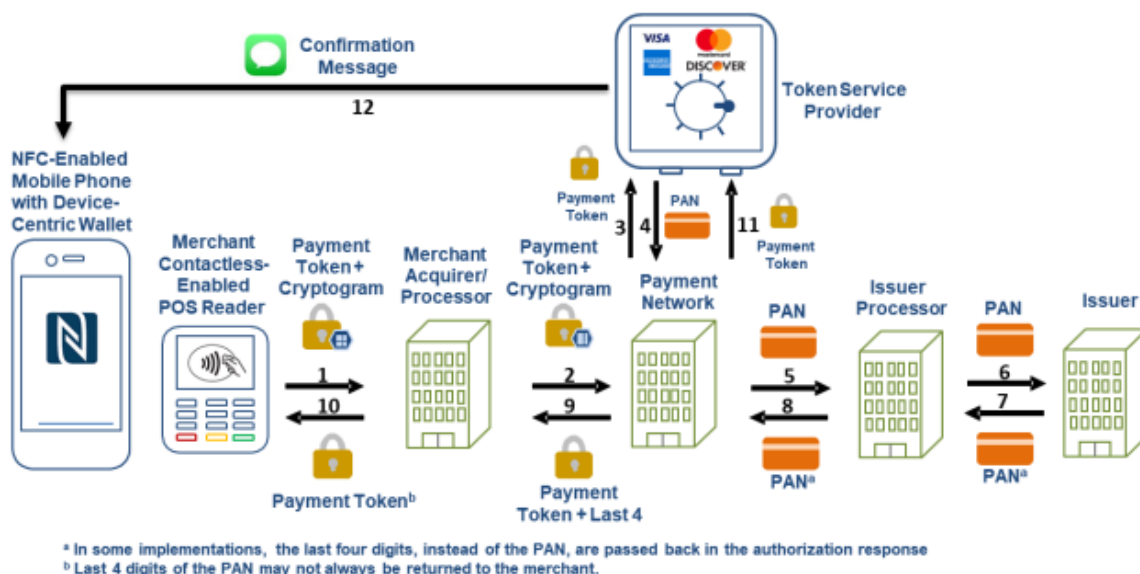 Confirmation
Message
12
VISA
mastercard
AMERICAN EXPRESS
DISCOVER
Token Service
Provider
NFC-Enabled
Mobile Phone
with Device-
Centric Wallet
Payment
Token
3
4
PAN
11
Payment
Token
Merchant
Contactless-
Enabled
POS Reader
Payment
Token +
Cryptogram
Merchant
Acquirer/
Processor
Payment
Token +
Cryptogram
Payment
Network
PAN
Issuer
Processor
PAN
Issuer
N
1
10
2
9
5
8
6
7
Payment Tokenᵇ
Payment
Token + Last 4
PANᵃ
PANᵃ
ᵃ In some implementations, the last four digits, instead of the PAN, are passed back in the authorization response
ᵇ Last 4 digits of the PAN may not always be returned to the merchant.